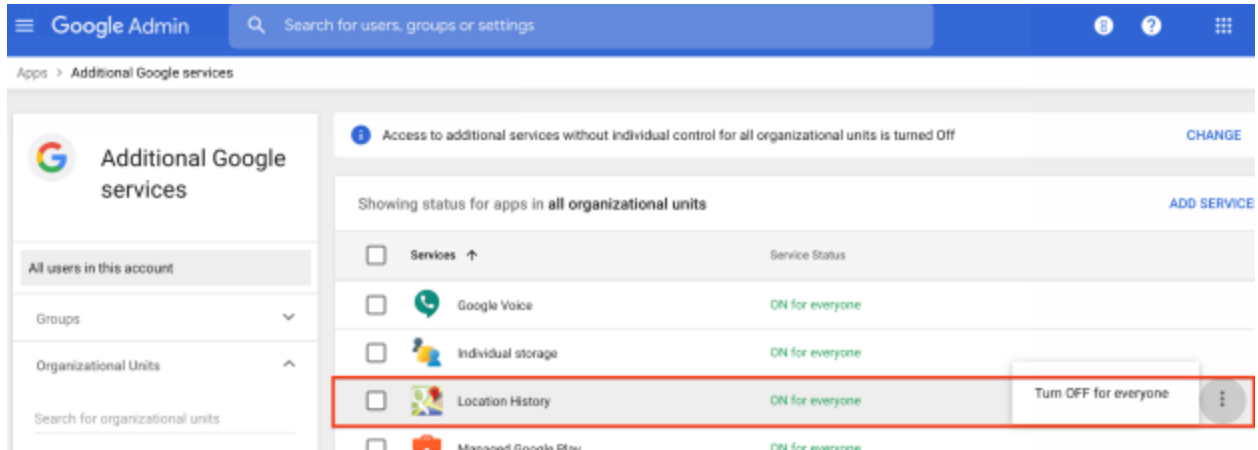 Google Admin
Search for users, groups or settings
8
?
Apps > Additional Google services
G
Additional Google
services
Access to additional services without individual control for all organizational units is turned Off
CHANGE
Showing status for apps in all organizational units
ADD SERVICE
All users in this account
Services
Service Status
Groups
Google Voice
ON for everyone
Organizational Units
Individual storage
ON for everyone
Search for organizational units
Location History
ON for everyone
Turn OFF for everyone
Managed Google Play
ON for everyone